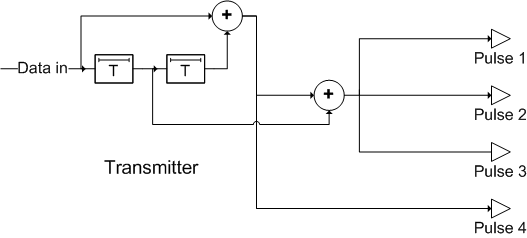 +
Data in
T
T
+
Pulse 1
Pulse 2
Pulse 3
Pulse 4
Transmitter